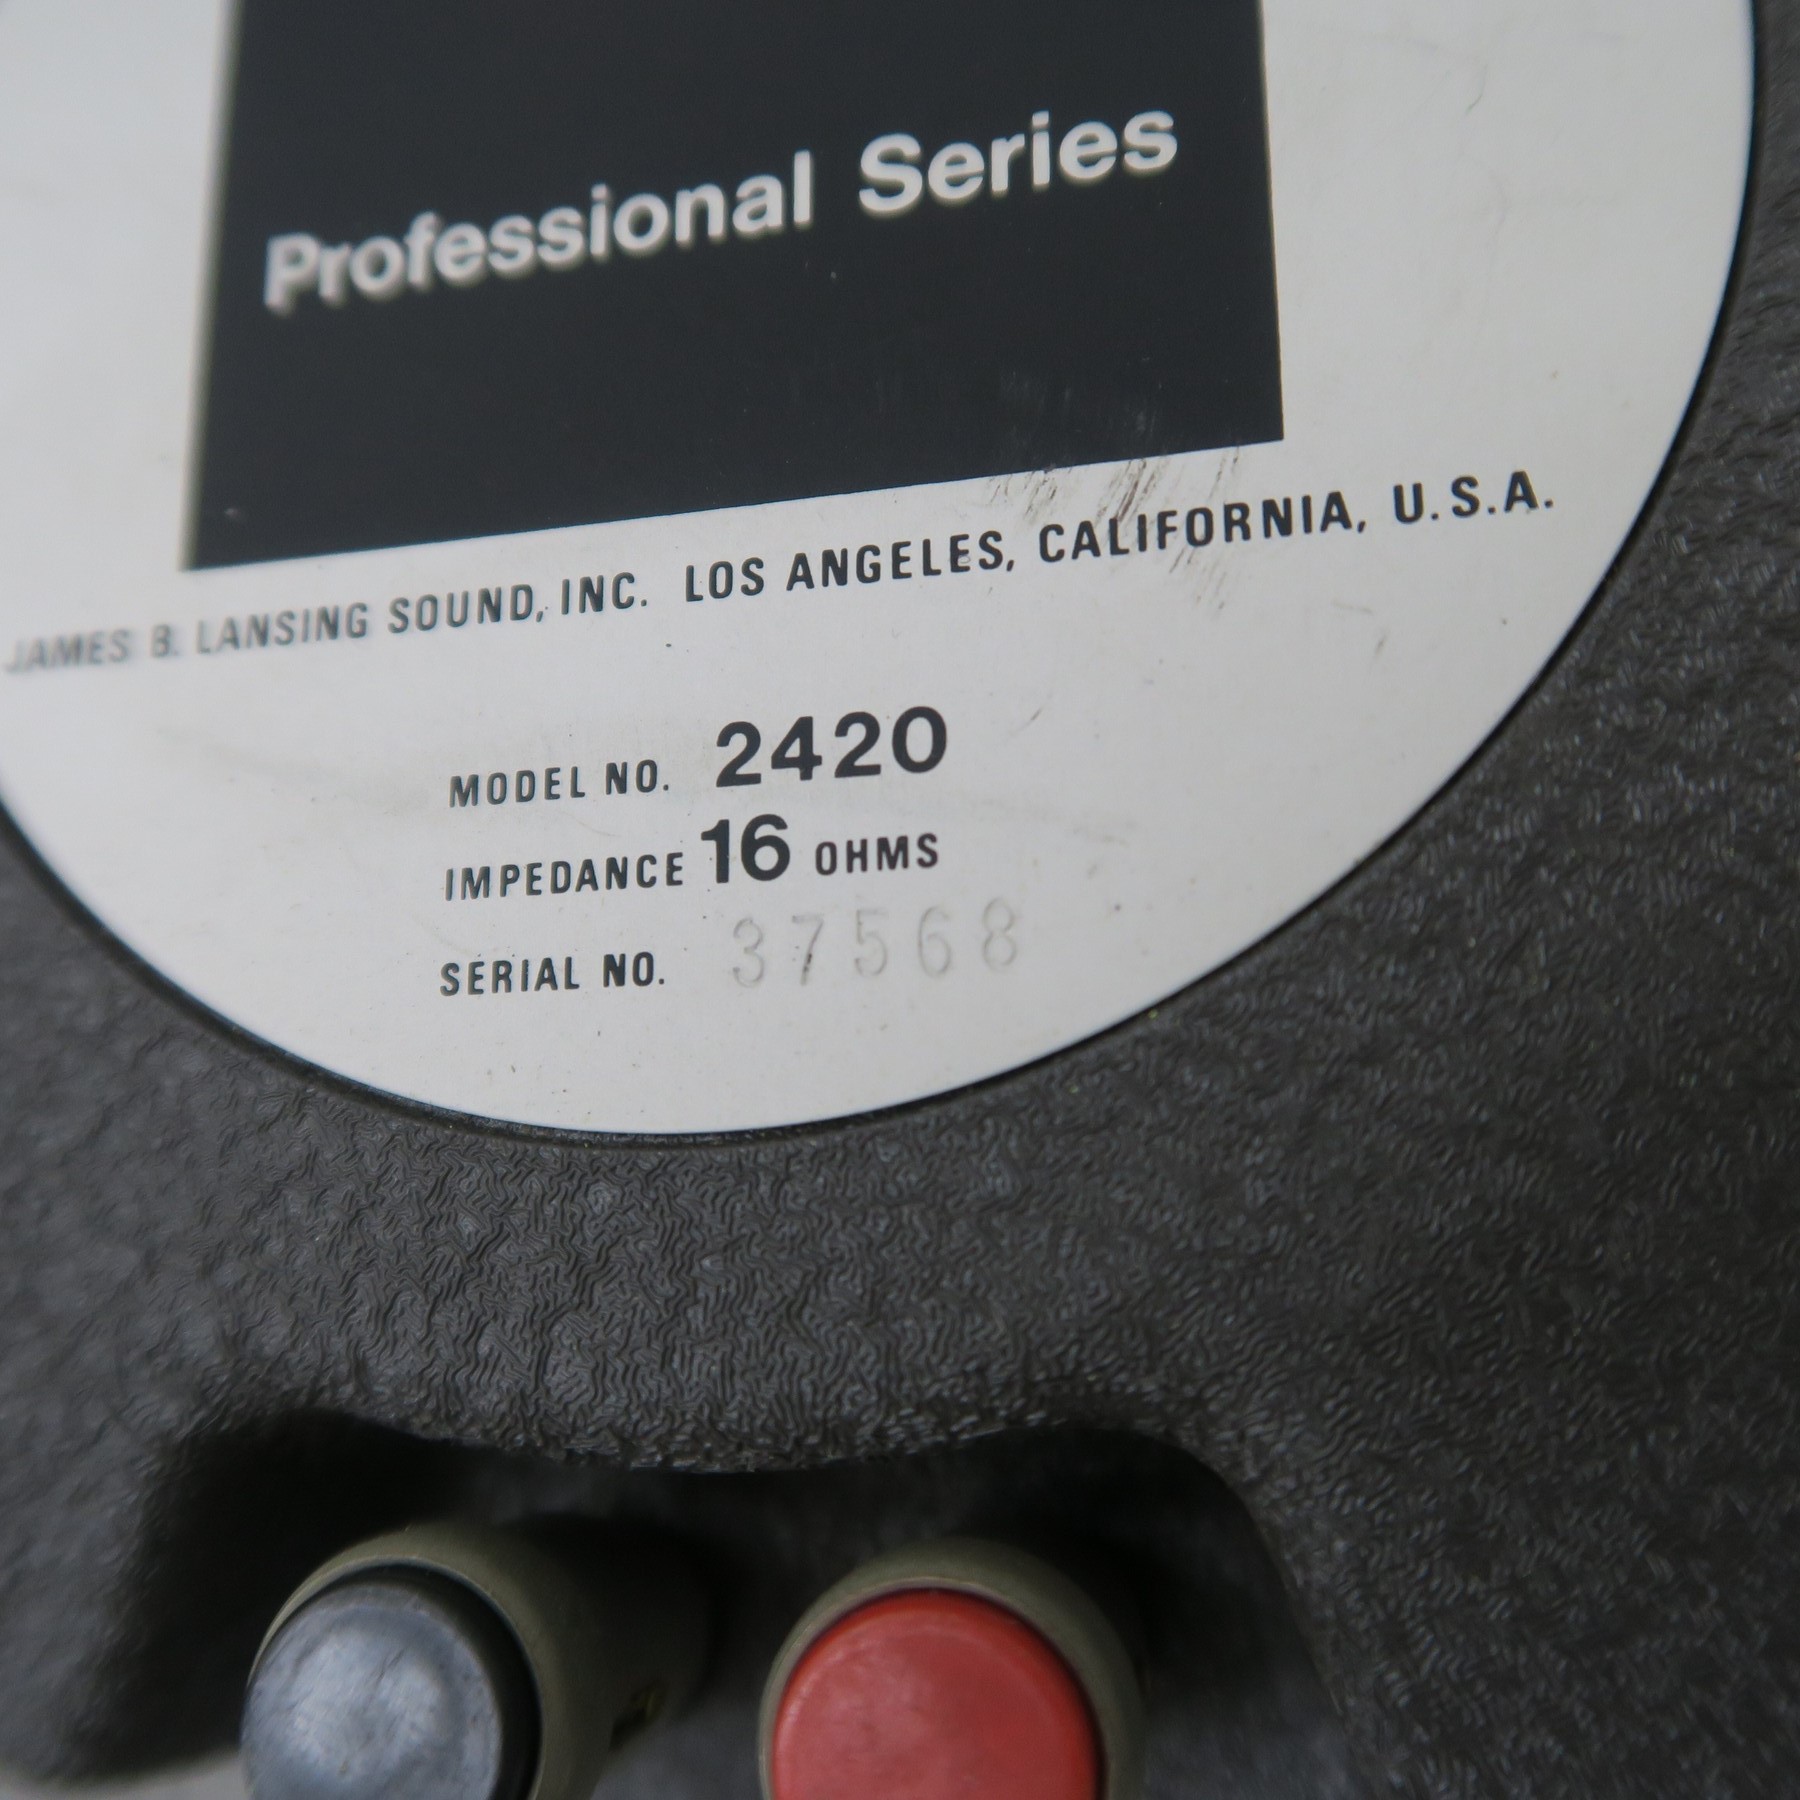 Professional Series
JAMES B. LANSING SOUND, INC. LOS ANGELES, CALIFORNIA, U.S.A.
MODEL NO. 2420
IMPEDANCE 16 OHMS
SERIAL NO. 37568